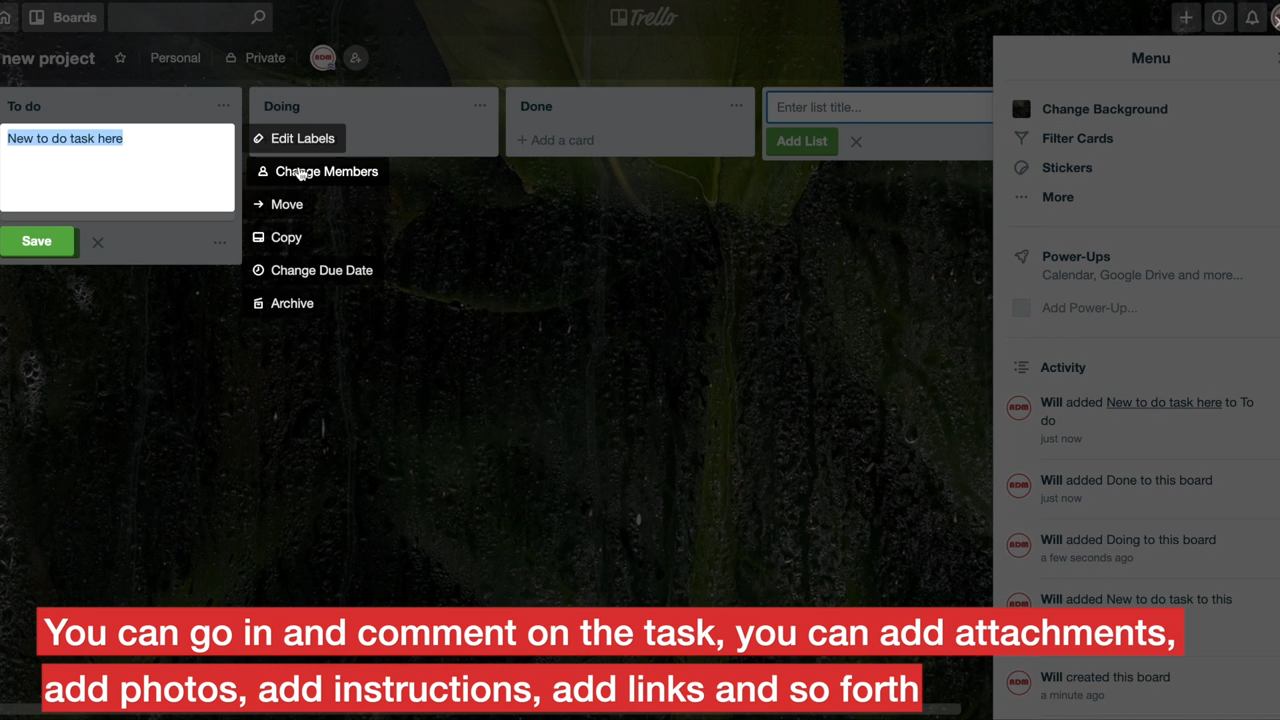 Boards
Trello
new project
Personal
Private
RDM
To do
New to do task here
Save
Doing
Edit Labels
Change Members
Move
Copy
Change Due Date
Archive
Done
+ Add a card
Enter list title...
Add List
Menu
Change Background
Filter Cards
Stickers
More
Power-Ups
Calendar, Google Drive and more...
Add Power-Up...
Activity
RDM
Will added New to do task here to To
do
just now
RDM
Will added Done to this board
just now
RDM
Will added Doing to this board
a few seconds ago
RDM
Will added New to do task to this
RDM
Will created this board
a minute ago
You can go in and comment on the task, you can add attachments,
add photos, add instructions, add links and so forth